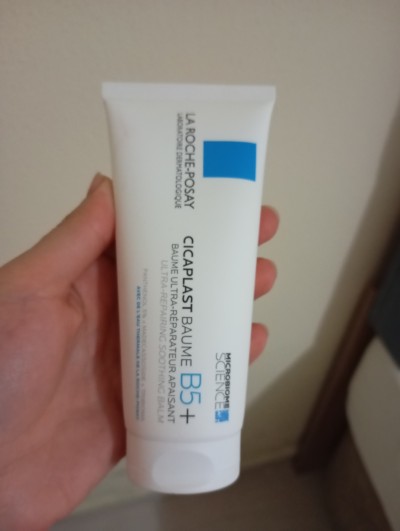 LA ROCHE-POSAY
LABORATOIRE DERMATOLOGIQUE
CICAPLAST BAUME B5+
BAUME ULTRA-RÉPARATEUR APAISANT
ULTRA-REPAIRING SOOTHING BALM
MICROBIOME
SCIENCE